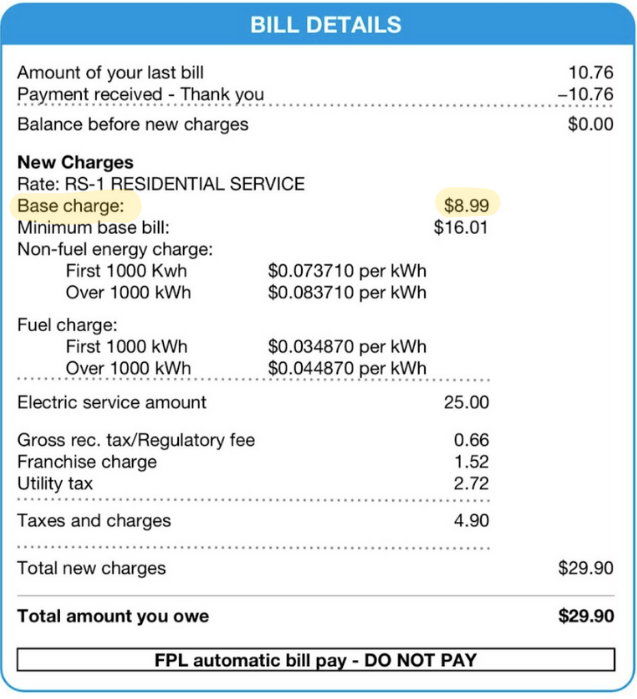 BILL DETAILS
Amount of your last bill 10.76
Payment received - Thank you −10.76
Balance before new charges $0.00
New Charges
Rate: RS-1 RESIDENTIAL SERVICE
Base charge: $8.99
Minimum base bill: $16.01
Non-fuel energy charge:
First 1000 Kwh $0.073710 per kWh
Over 1000 kWh $0.083710 per kWh
Fuel charge:
First 1000 kWh $0.034870 per kWh
Over 1000 kWh $0.044870 per kWh
Electric service amount 25.00
Gross rec. tax/Regulatory fee 0.66
Franchise charge 1.52
Utility tax 2.72
Taxes and charges 4.90
Total new charges $29.90
Total amount you owe $29.90
FPL automatic bill pay - DO NOT PAY